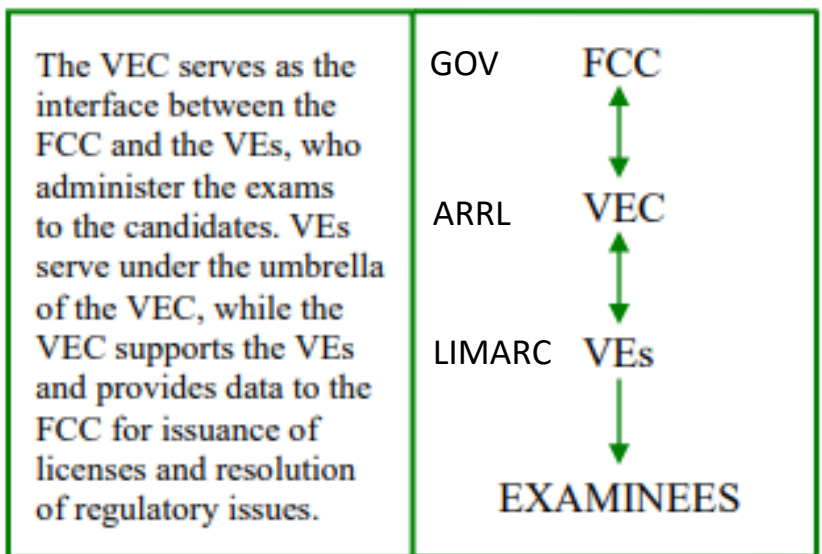 The VEC serves as the
interface between the
FCC and the VEs, who
administer the exams
to the candidates. VEs
serve under the umbrella
of the VEC, while the
VEC supports the VEs
and provides data to the
FCC for issuance of
licenses and resolution
of regulatory issues.
GOV FCC
ARRL VEC
LIMARC VEs
EXAMINEES